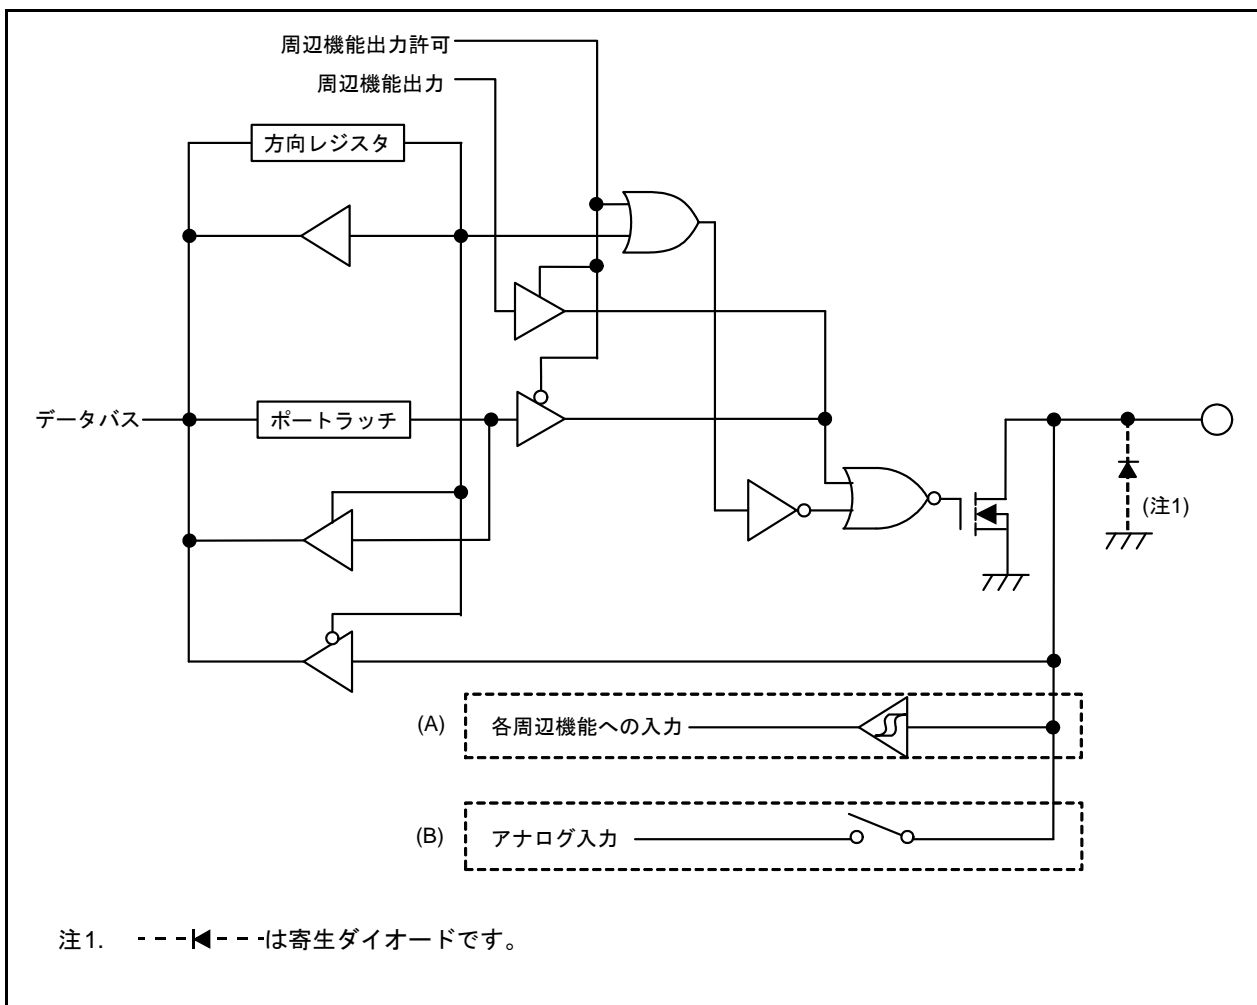 周辺機能出力許可
周辺機能出力
方向レジスタ
データバス
ポートラッチ
(注1)
(A)
各周辺機能への入力
(B)
アナログ入力
注1. は寄生ダイオードです。